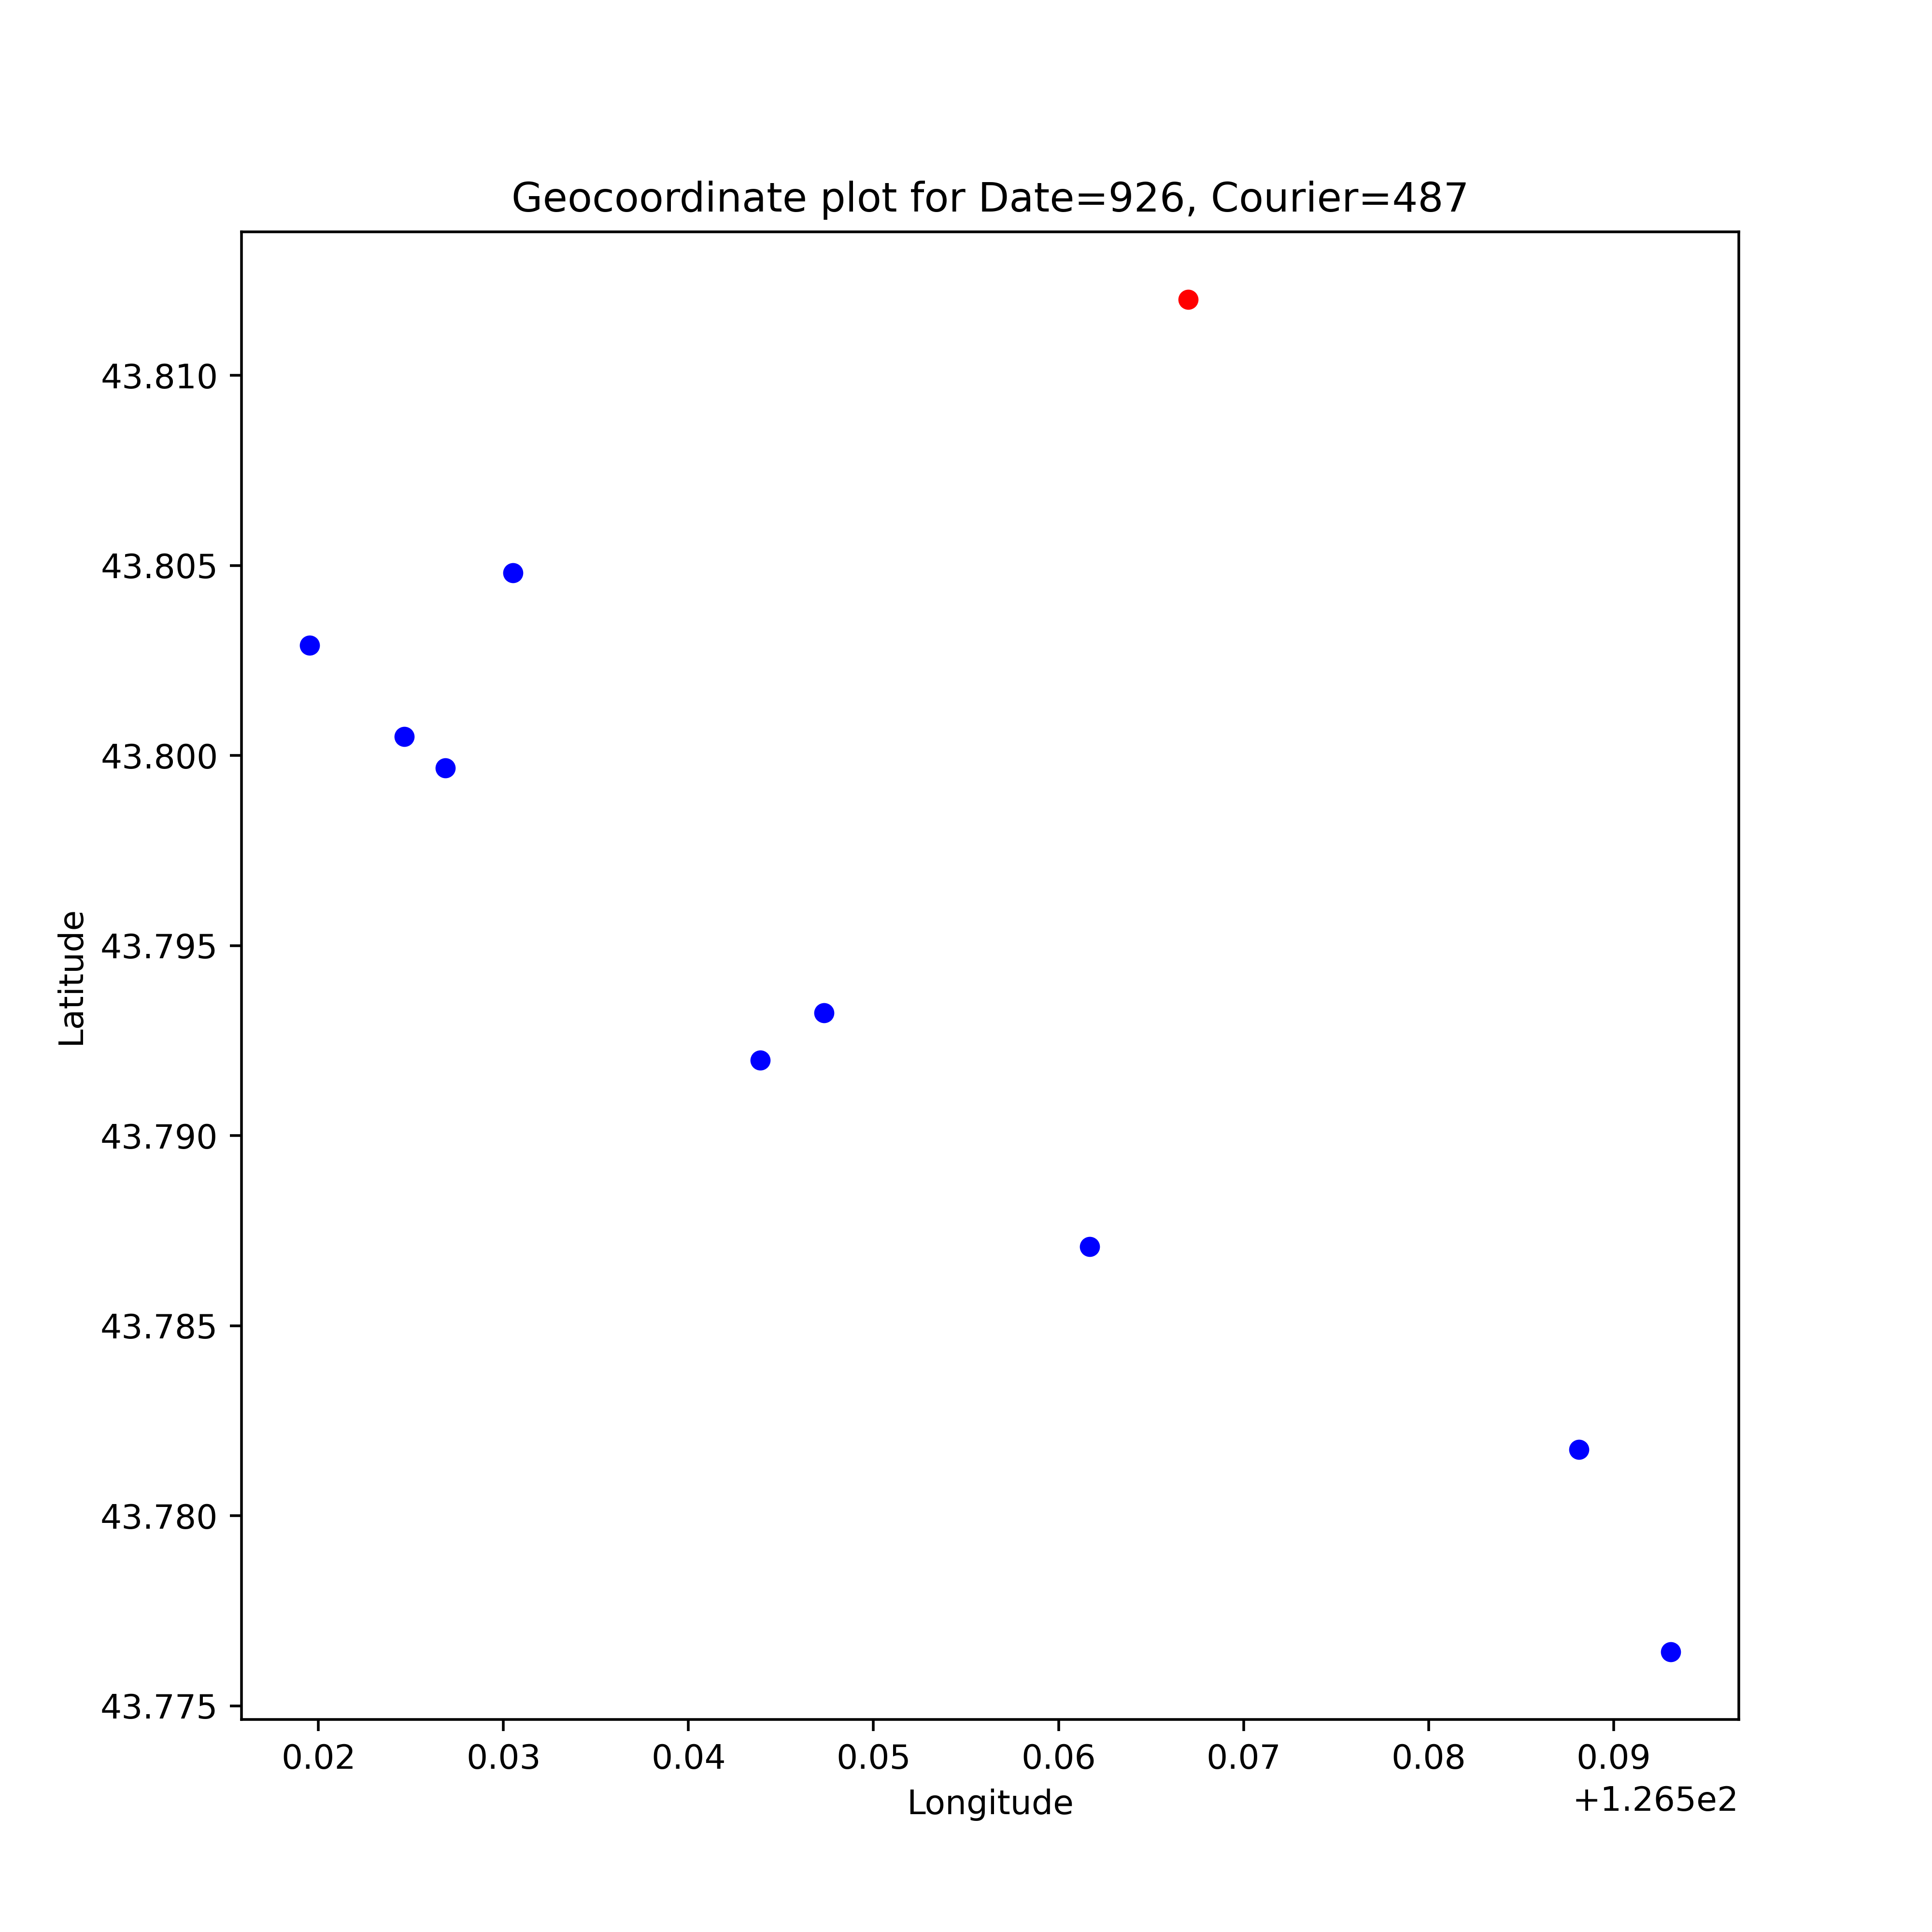 Geocoordinate plot for Date=926, Courier=487
43.810
43.805
43.800
43.795
43.790
43.785
43.780
43.775
Latitude
0.02 0.03 0.04 0.05 0.06 0.07 0.08 0.09
+1.265e2
Longitude